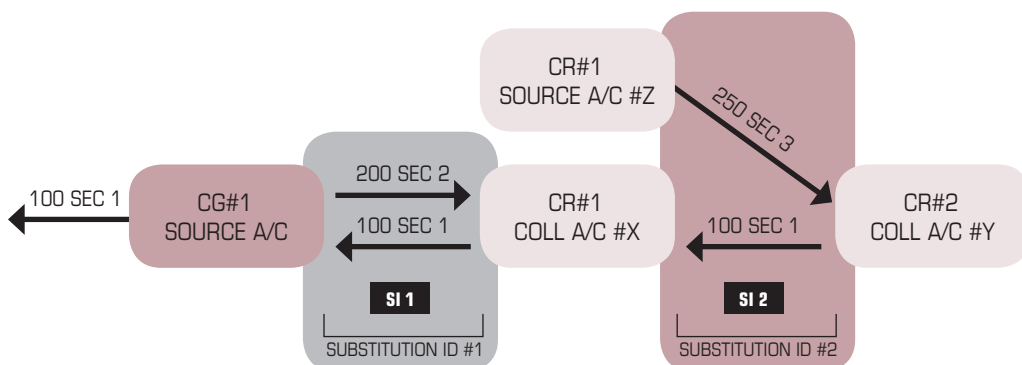 CR#1
SOURCE A/C #Z
250 SEC 3
100 SEC 1
CG#1
SOURCE A/C
200 SEC 2
100 SEC 1
CR#1
COLL A/C #X
100 SEC 1
CR#2
COLL A/C #Y
SI 1
SI 2
SUBSTITUTION ID #1
SUBSTITUTION ID #2